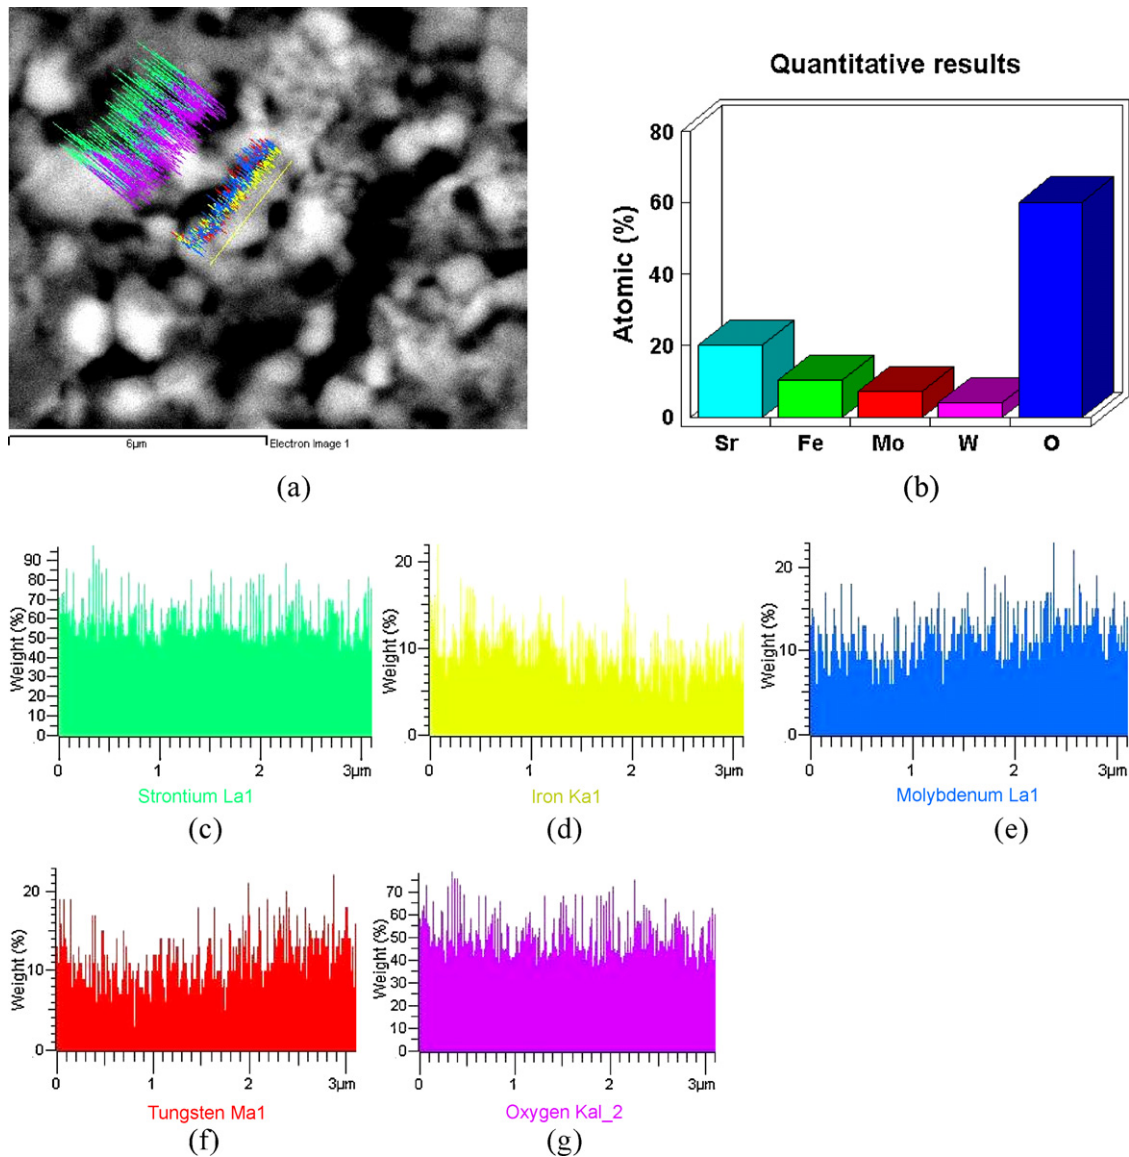 6µm
Electron Image 1
(a)
Quantitative results
Atomic (%)
80
60
40
20
0
Sr Fe Mo W O
(b)
Weight (%)
90
80
70
60
50
40
30
20
10
0
0 1 2 3µm
Strontium La1
(c)
Weight (%)
20
10
0
0 1 2 3µm
Iron Ka1
(d)
Weight (%)
20
10
0
0 1 2 3µm
Molybdenum La1
(e)
Weight (%)
20
10
0
0 1 2 3µm
Tungsten Ma1
(f)
Weight (%)
70
60
50
40
30
20
10
0
0 1 2 3µm
Oxygen Kal_2
(g)